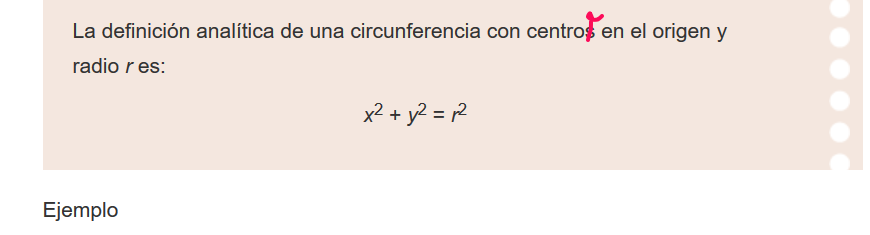 La definición analítica de una circunferencia con centros en el origen y
radio r es:
x² + y² = r²
Ejemplo